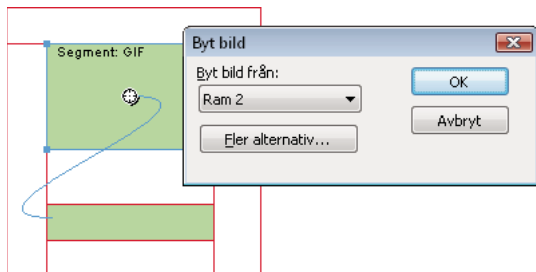 Segment: GIF
Byt bild
Byt bild från:
Ram 2
Fler alternativ...
OK
Avbryt